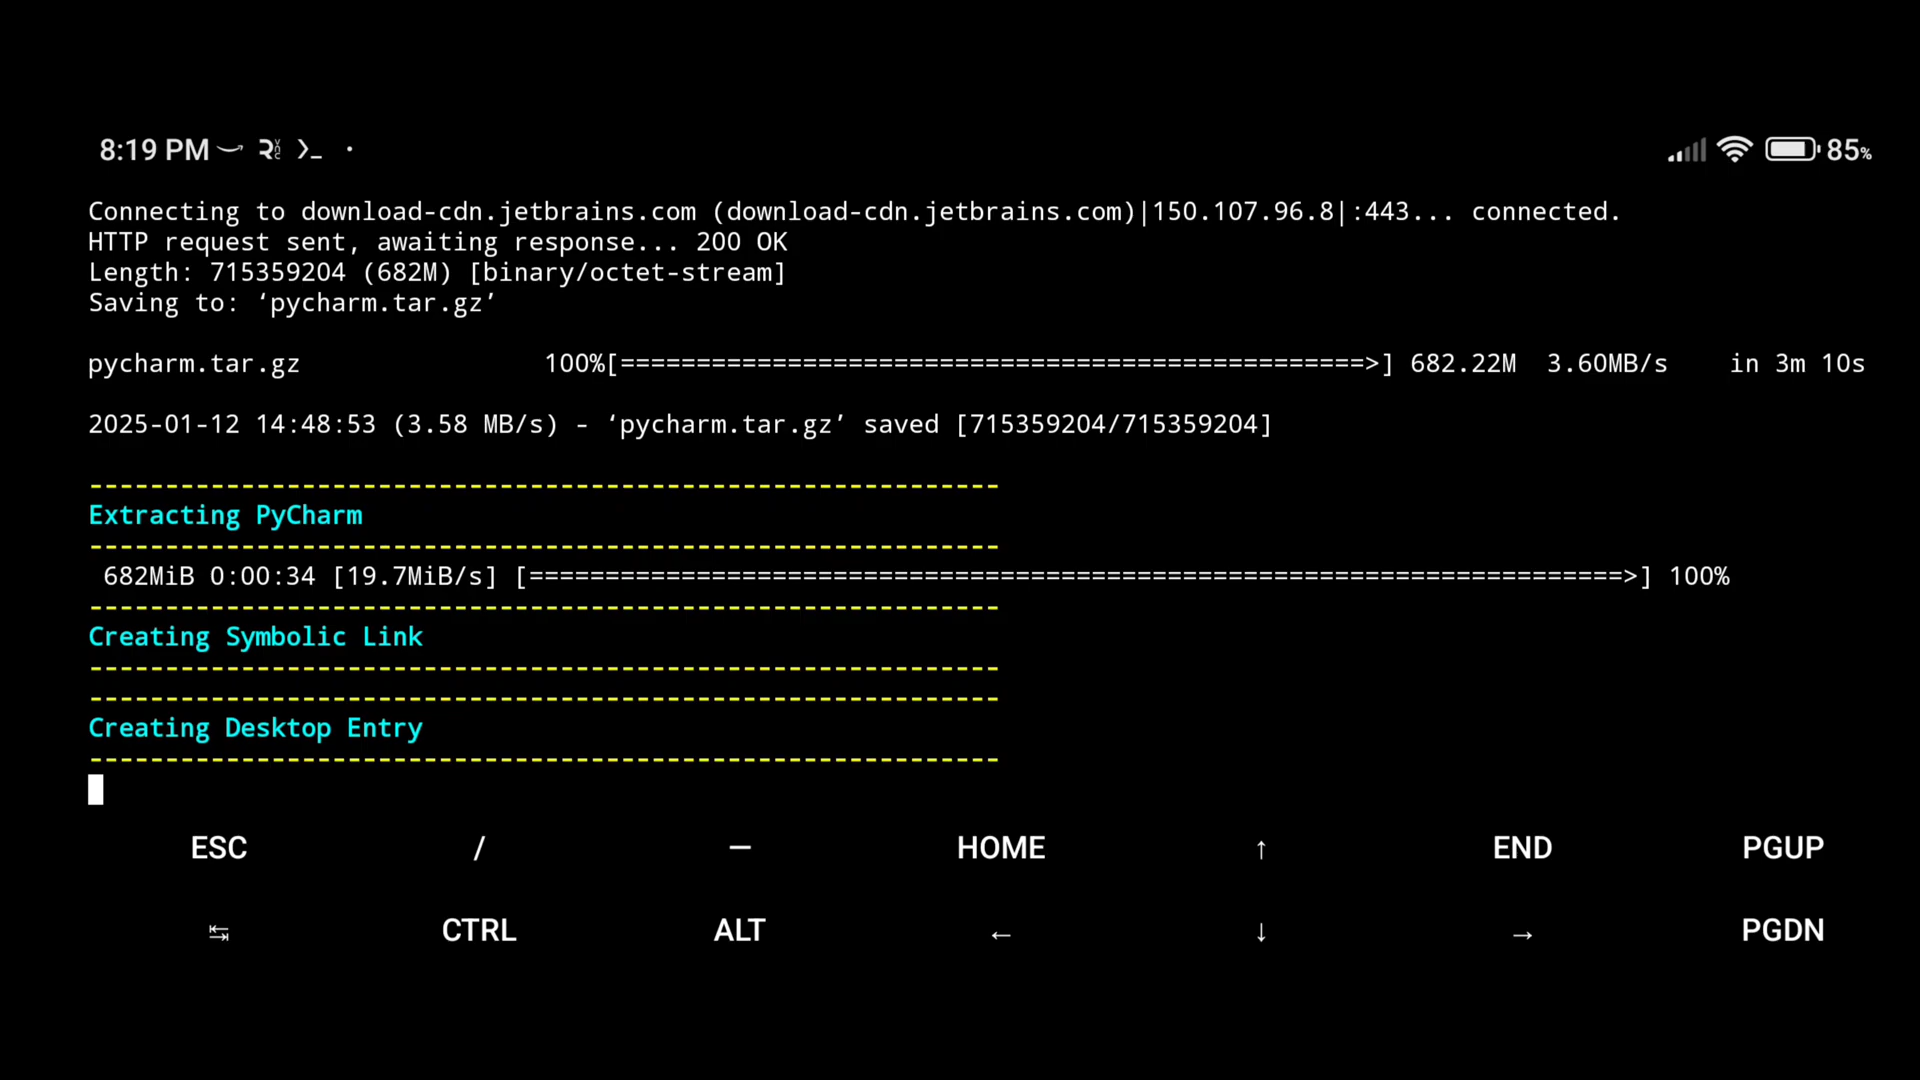 8:19 PM
85%
Connecting to download-cdn.jetbrains.com (download-cdn.jetbrains.com)|150.107.96.8|:443... connected.
HTTP request sent, awaiting response... 200 OK
Length: 715359204 (682M) [binary/octet-stream]
Saving to: ‘pycharm.tar.gz’
pycharm.tar.gz 100%[=================================================>] 682.22M 3.60MB/s in 3m 10s
2025-01-12 14:48:53 (3.58 MB/s) - ‘pycharm.tar.gz’ saved [715359204/715359204]
------------------------------------------------------------
Extracting PyCharm
------------------------------------------------------------
682MiB 0:00:34 [19.7MiB/s] [========================================================================>] 100%
------------------------------------------------------------
Creating Symbolic Link
------------------------------------------------------------
------------------------------------------------------------
Creating Desktop Entry
------------------------------------------------------------
ESC / — HOME ↑ END PGUP
↹ CTRL ALT ← ↓ → PGDN